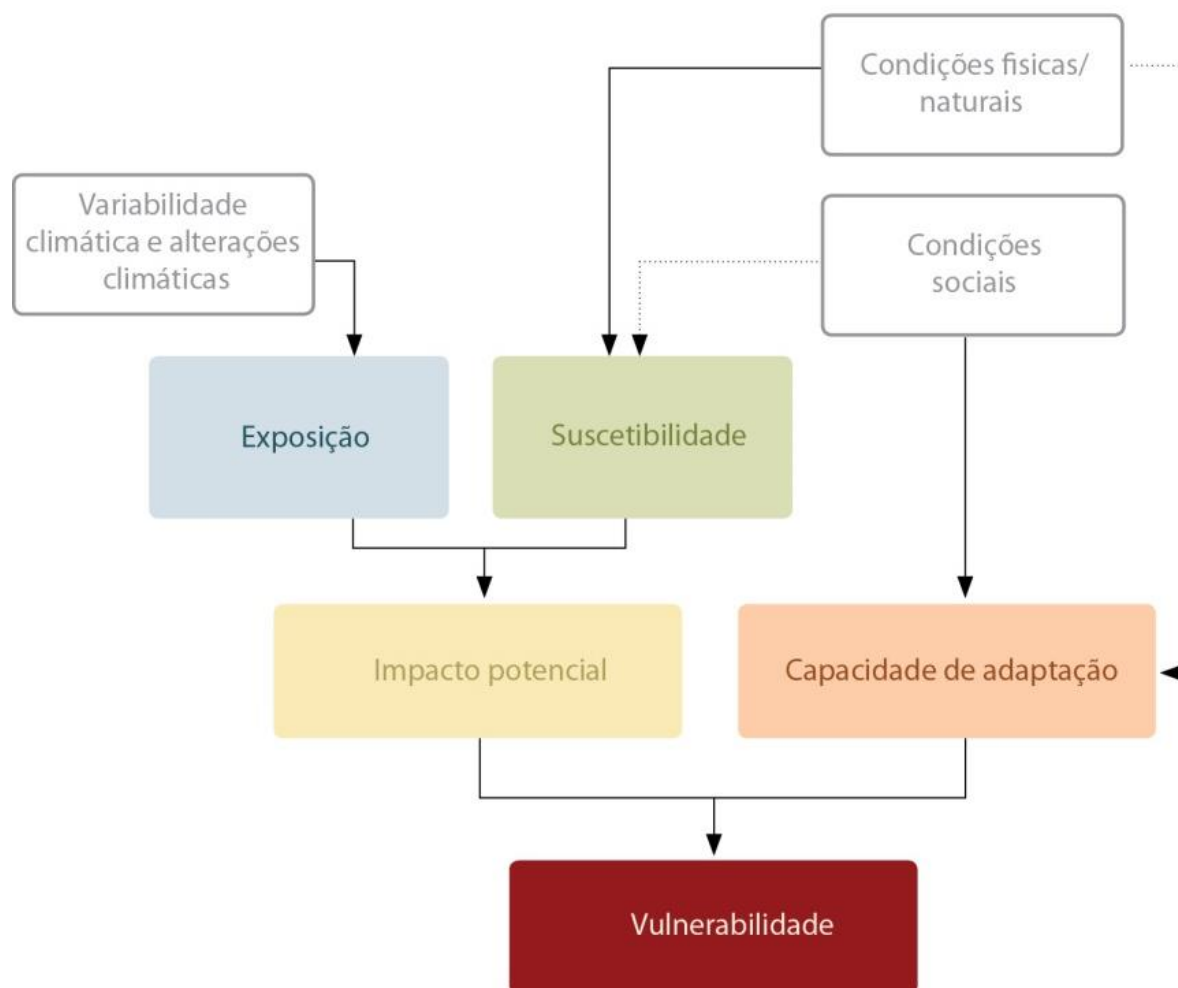 Condições fisicas/
naturais
Variabilidade
climática e alterações
climáticas
Condições
sociais
Exposição
Suscetibilidade
Impacto potencial
Capacidade de adaptação
Vulnerabilidade